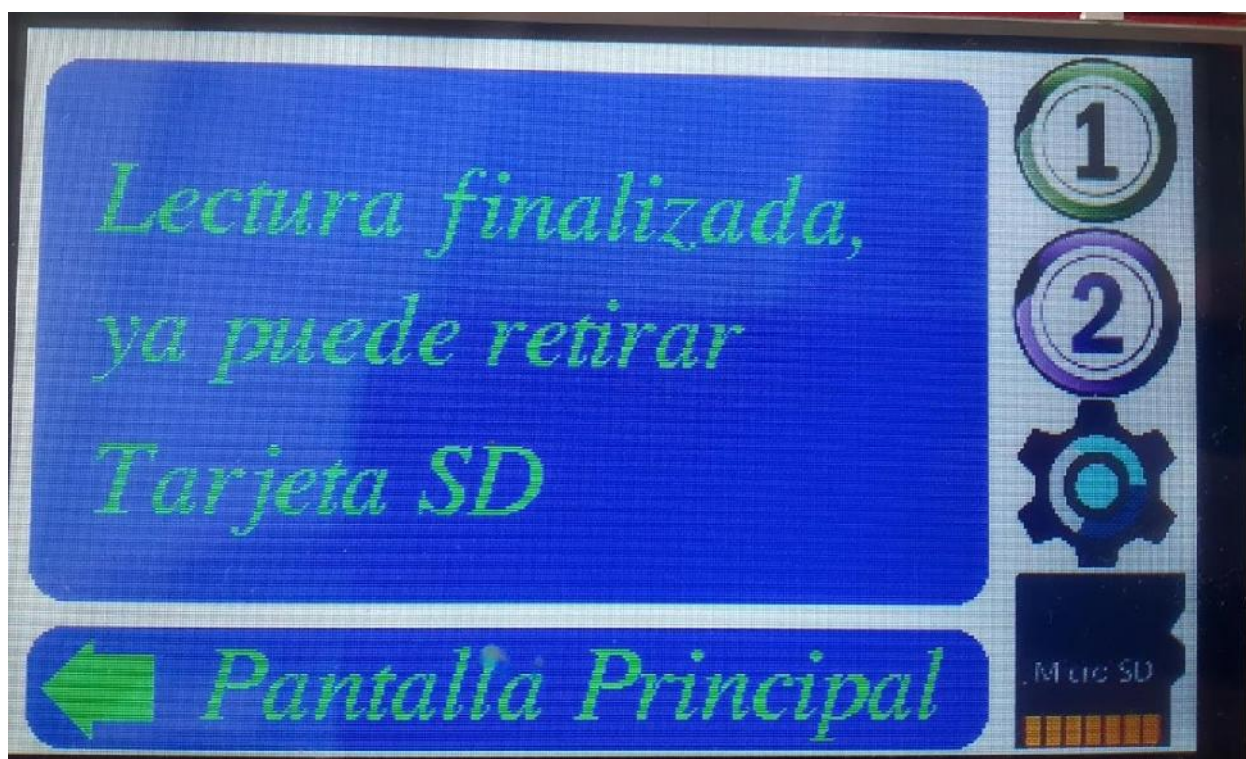 Lectura finalizada,
ya puede retirar
Tarjeta SD
Pantalla Principal
1
2
Micro SD